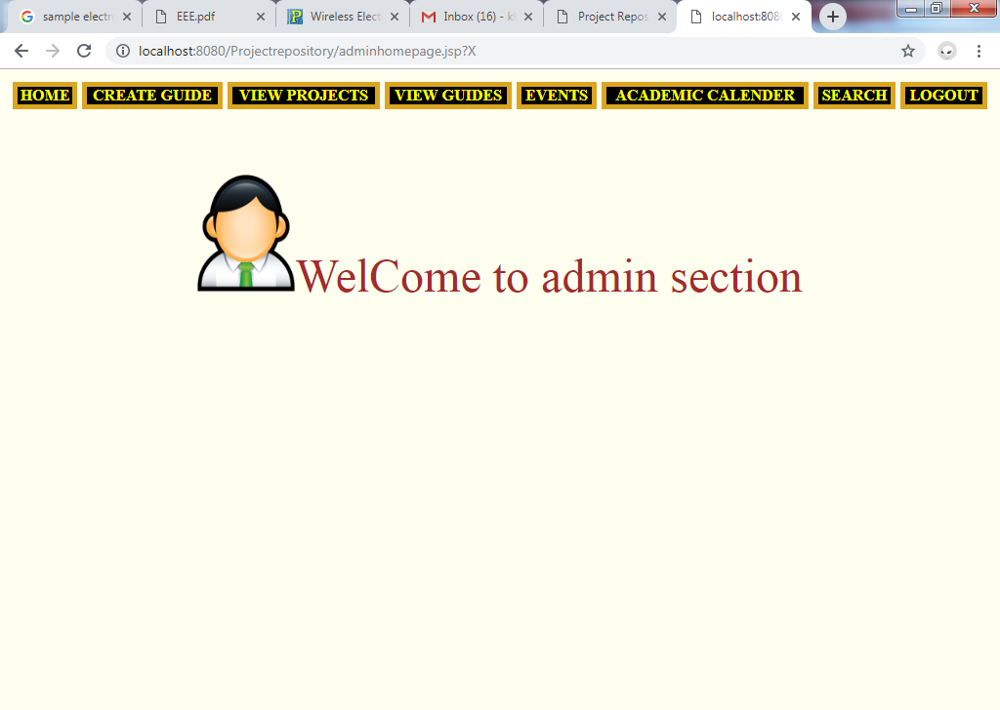 sample electr EEE.pdf Wireless Elect Inbox (16) - k Project Repos localhost:8080
localhost:8080/Projectrepository/adminhomepage.jsp?X
HOME CREATE GUIDE VIEW PROJECTS VIEW GUIDES EVENTS ACADEMIC CALENDER SEARCH LOGOUT
WelCome to admin section